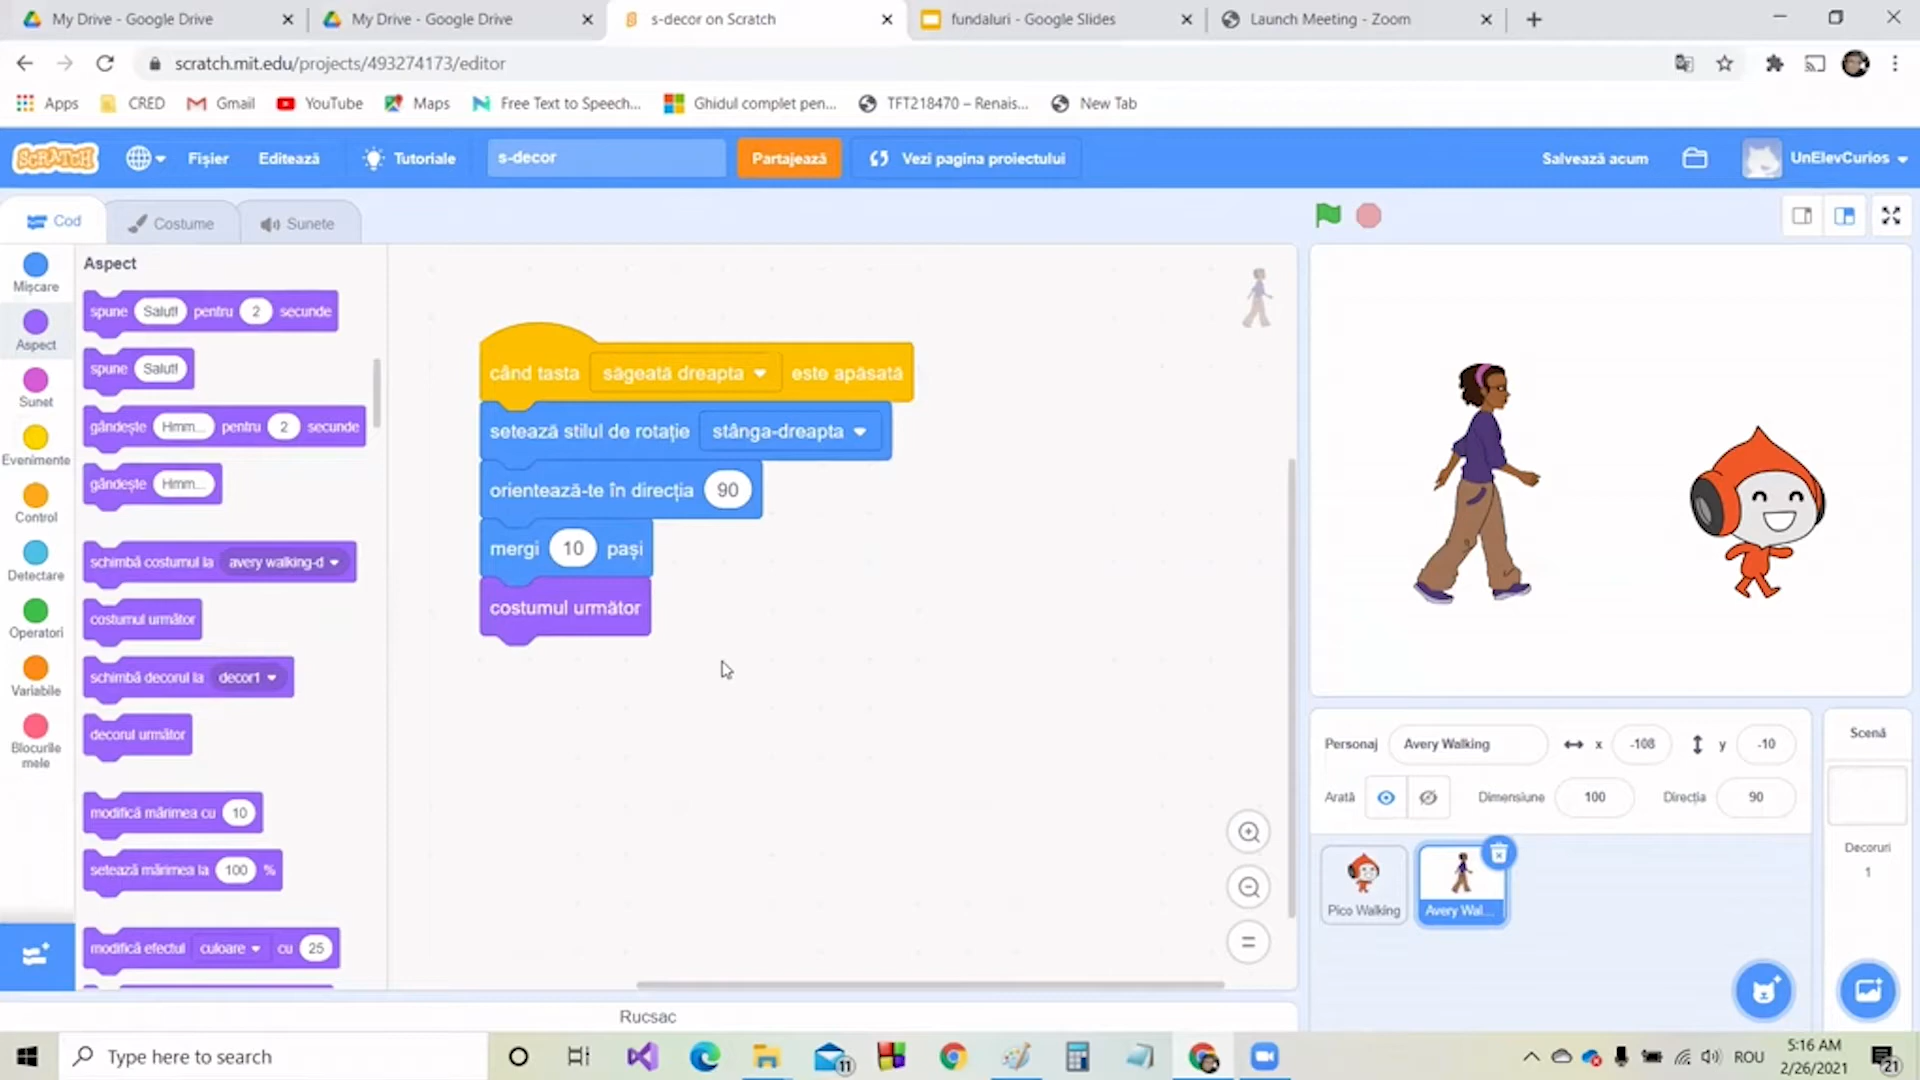 My Drive - Google Drive
My Drive - Google Drive
s-decor on Scratch
fundaluri - Google Slides
Launch Meeting - Zoom
scratch.mit.edu/projects/493274173/editor
Apps
CRED
Gmail
YouTube
Maps
Free Text to Speech...
Ghidul complet pen...
TFT218470 – Renais...
New Tab
SCRATCH
Fișier
Editează
Tutoriale
s-decor
Partajează
Vezi pagina proiectului
Salvează acum
UnElevCurios
Cod
Costume
Sunete
Mișcare
Aspect
Sunet
Evenimente
Control
Detectare
Operatori
Variabile
Blocurile
mele
Aspect
spune Salut! pentru 2 secunde
spune Salut!
gândește Hmm... pentru 2 secunde
gândește Hmm...
schimbă costumul la avery walking-d
costumul următor
schimbă decorul la decor1
decorul următor
modifică mărimea cu 10
setează mărimea la 100 %
modifică efectul culoare cu 25
când tasta săgeată dreapta este apăsată
setează stilul de rotație stânga-dreapta
orientează-te în direcția 90
mergi 10 pași
costumul următor
Personaj Avery Walking x -108 y -10
Arată Dimensiune 100 Direcția 90
Pico Walking
Avery Wal...
Scenă
Decoruri
1
Rucsac
Type here to search
11
ROU
5:16 AM
2/26/2021
21